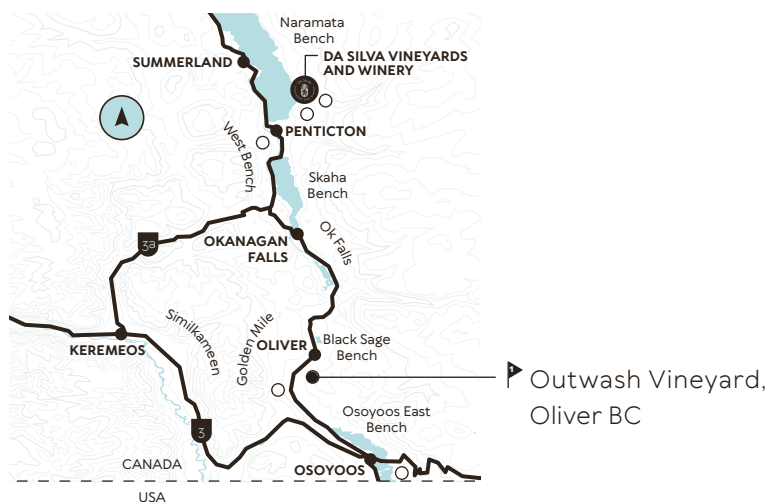 Naramata
Bench
DA SILVA VINEYARDS
AND WINERY
SUMMERLAND
PENTICTON
West Bench
Skaha
Bench
3a
OKANAGAN
FALLS
Ok Falls
Similkameen
Golden Mile
KEREMEOS
OLIVER
Black Sage
Bench
1
Outwash Vineyard,
Oliver BC
Osoyoos East
Bench
3
CANADA
OSOYOOS
USA